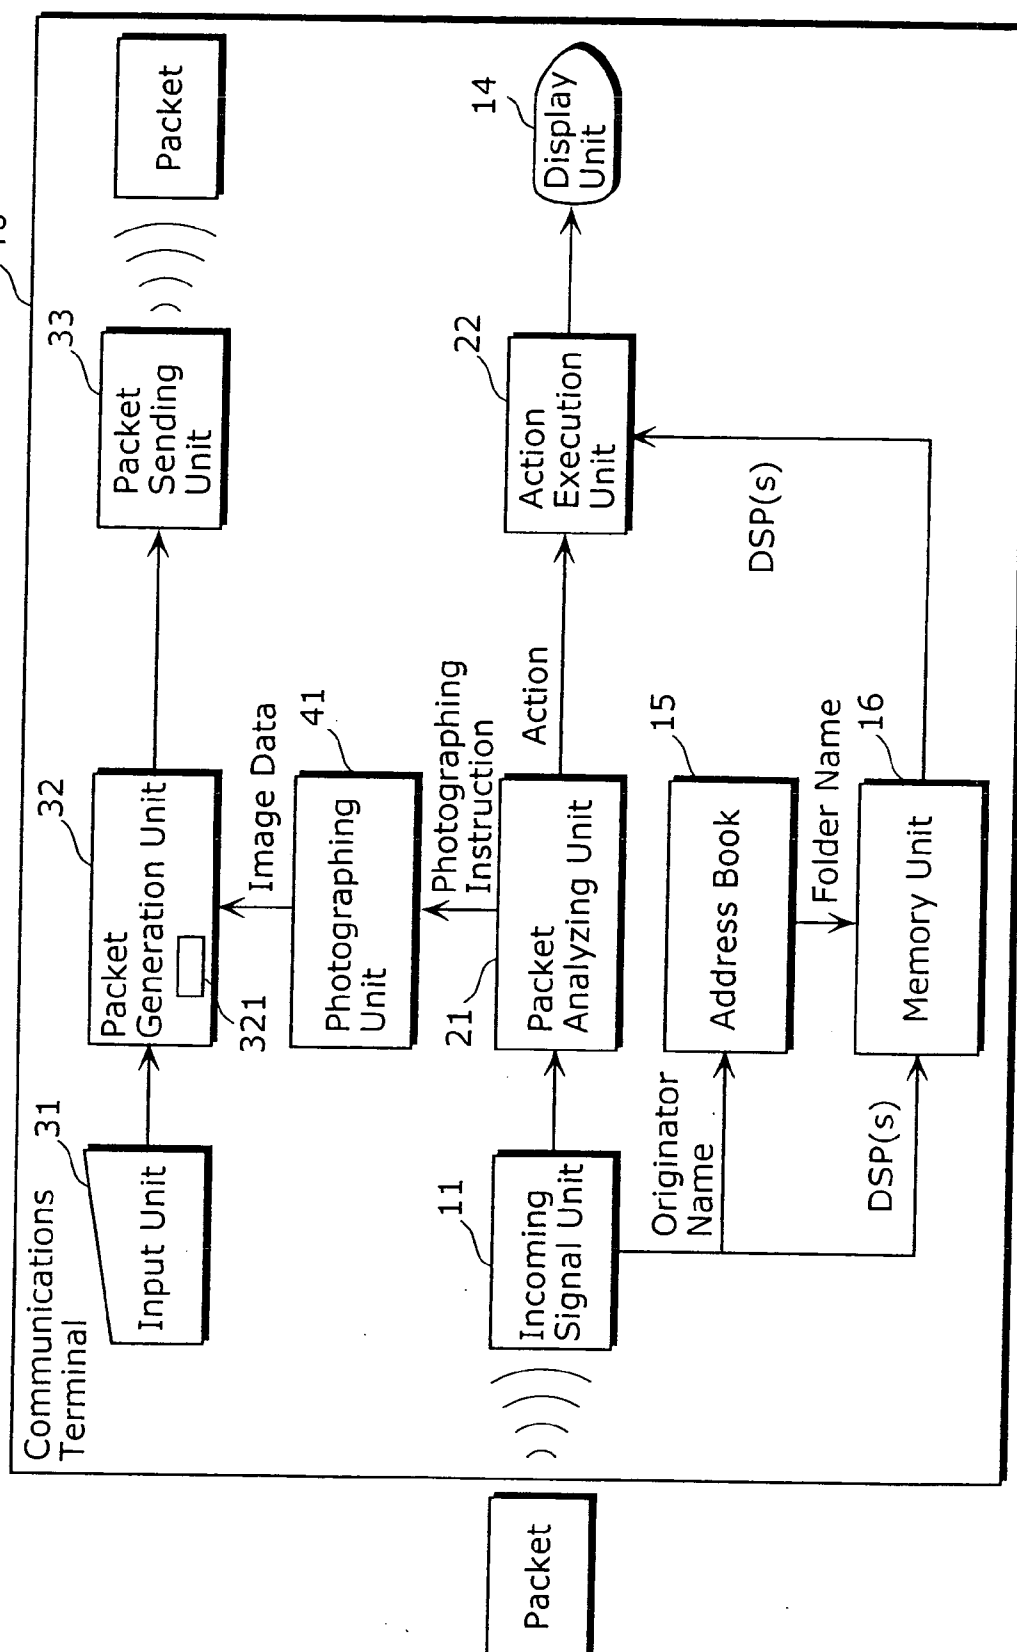 Communications
Terminal
31
Input Unit
32
Packet
Generation Unit
321
33
Packet
Sending
Unit
Packet
Image Data
41
Photographing
Unit
Photographing
Instruction
Packet
11
Incoming
Signal Unit
21
Packet
Analyzing Unit
Action
22
Action
Execution
Unit
14
Display
Unit
Originator
Name
15
Address Book
Folder Name
DSP(s)
16
Memory Unit
DSP(s)